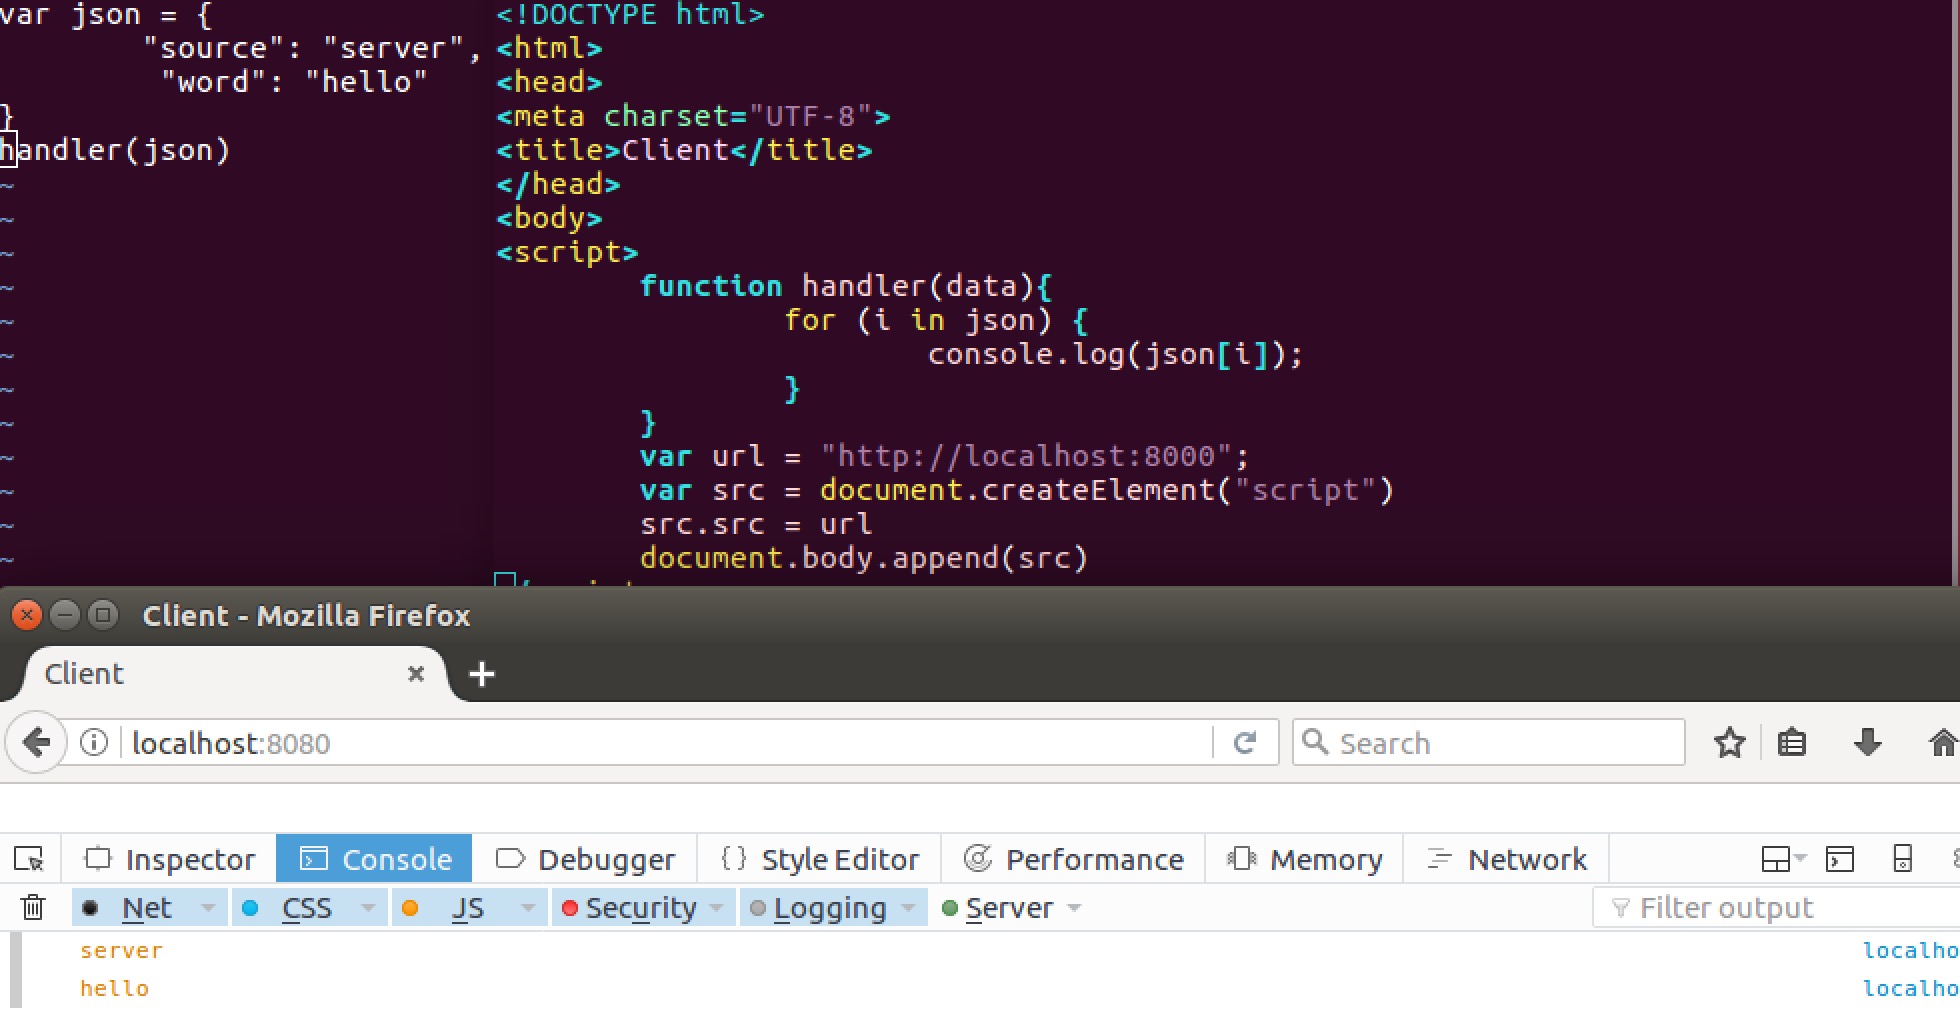 var json = {
"source": "server",
"word": "hello"
}
handler(json)
~
~
~
~
~
~
~
~
~
~
~
~
<!DOCTYPE html>
<html>
<head>
<meta charset="UTF-8">
<title>Client</title>
</head>
<body>
<script>
function handler(data){
for (i in json) {
console.log(json[i]);
}
}
var url = "http://localhost:8000";
var src = document.createElement("script")
src.src = url
document.body.append(src)
Client - Mozilla Firefox
Client
localhost:8080
Search
Inspector Console Debugger { } Style Editor Performance Memory Network
Net CSS JS Security Logging Server Filter output
server localho
hello localho